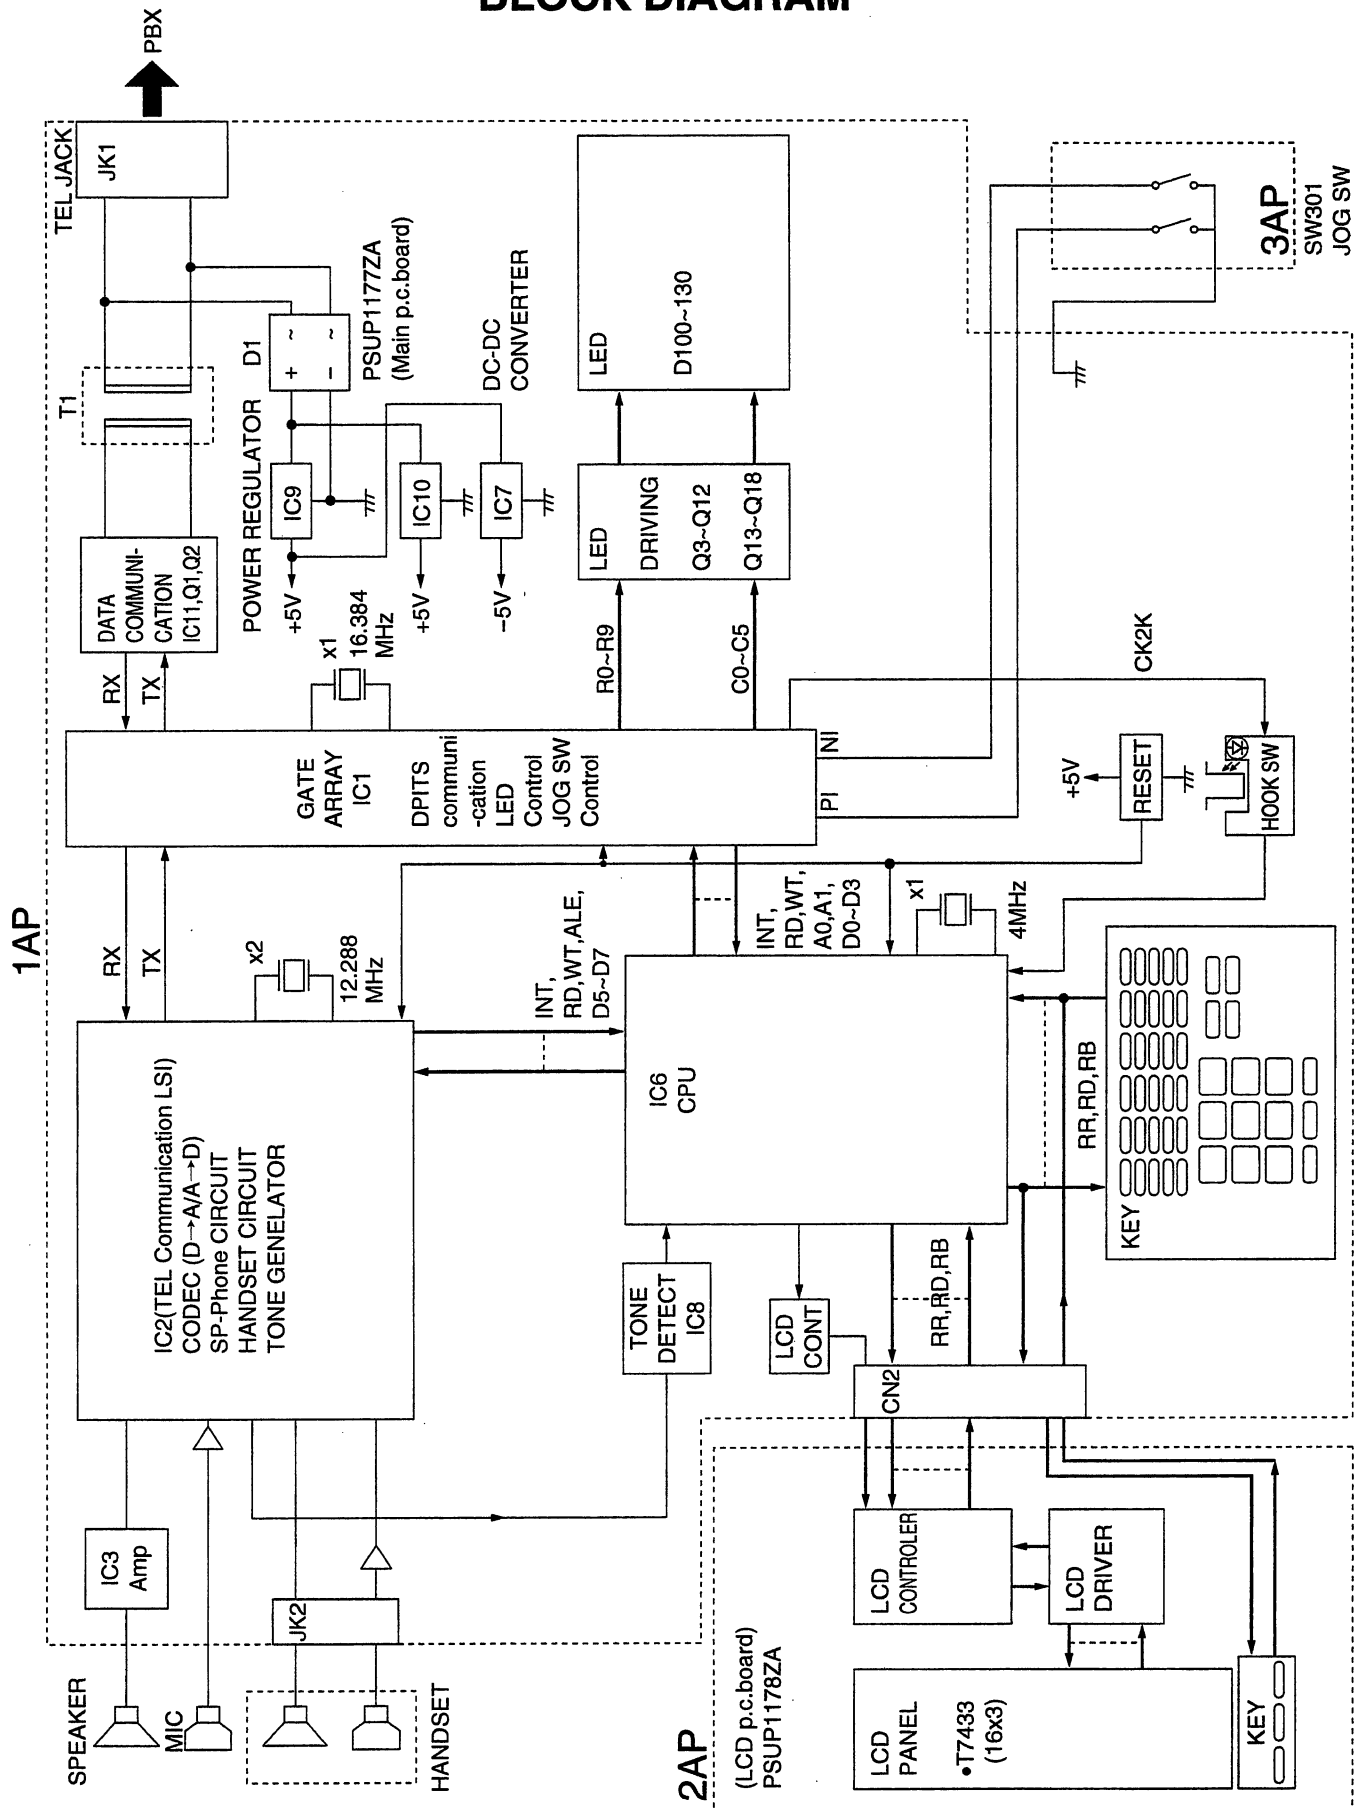 BLOCK DIAGRAM
1AP
PBX
TEL JACK
JK1
T1
D1
+ ~
− ~
PSUP1177ZA
(Main p.c.board)
DC-DC
CONVERTER
POWER REGULATOR
IC9
IC10
IC7
+5V
+5V
−5V
DATA
COMMUNI-
CATION
IC11,Q1,Q2
RX
TX
x1
16.384
MHz
LED
D100~130
LED
DRIVING
Q3~Q12
Q13~Q18
R0~R9
C0~C5
3AP
SW301
JOG SW
CK2K
GATE
ARRAY
IC1
DPITS
communi
-cation
LED
Control
JOG SW
Control
NI
PI
+5V
RESET
HOOK SW
RX
TX
x2
12.288
MHz
INT,
RD,WT,ALE,
D5~D7
INT,
RD,WT,
A0,A1,
D0~D3
x1
4MHz
IC2(TEL Communication LSI)
CODEC (D→A/A→D)
SP-Phone CIRCUIT
HANDSET CIRCUIT
TONE GENELATOR
IC6
CPU
RR,RD,RB
KEY
TONE
DETECT
IC8
LCD
CONT
RR,RD,RB
CN2
IC3
Amp
JK2
SPEAKER
MIC
HANDSET
2AP
(LCD p.c.board)
PSUP1178ZA
LCD
CONTROLER
LCD
DRIVER
LCD
PANEL
•T7433
(16x3)
KEY